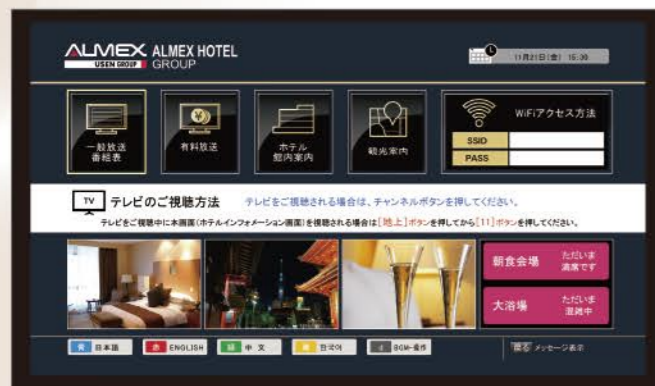 ALMEX ALMEX HOTEL
USEN GROUP GROUP
11月21日(金) 15:00
一般放送
番組表
有料放送
ホテル
館内案内
観光案内
WiFiアクセス方法
SSID
PASS
TV テレビのご視聴方法 テレビをご視聴される場合は、チャンネルボタンを押してください。
テレビをご視聴中に本画面(ホテルインフォメーション画面)を視聴される場合は[地上]ボタンを押してから[11]ボタンを押してください。
朝食会場 ただいま
満席です
大浴場 ただいま
混雑中
青 日本語 赤 ENGLISH 緑 中 文 黄 한국어 d BGM-操作 戻る メッセージ表示